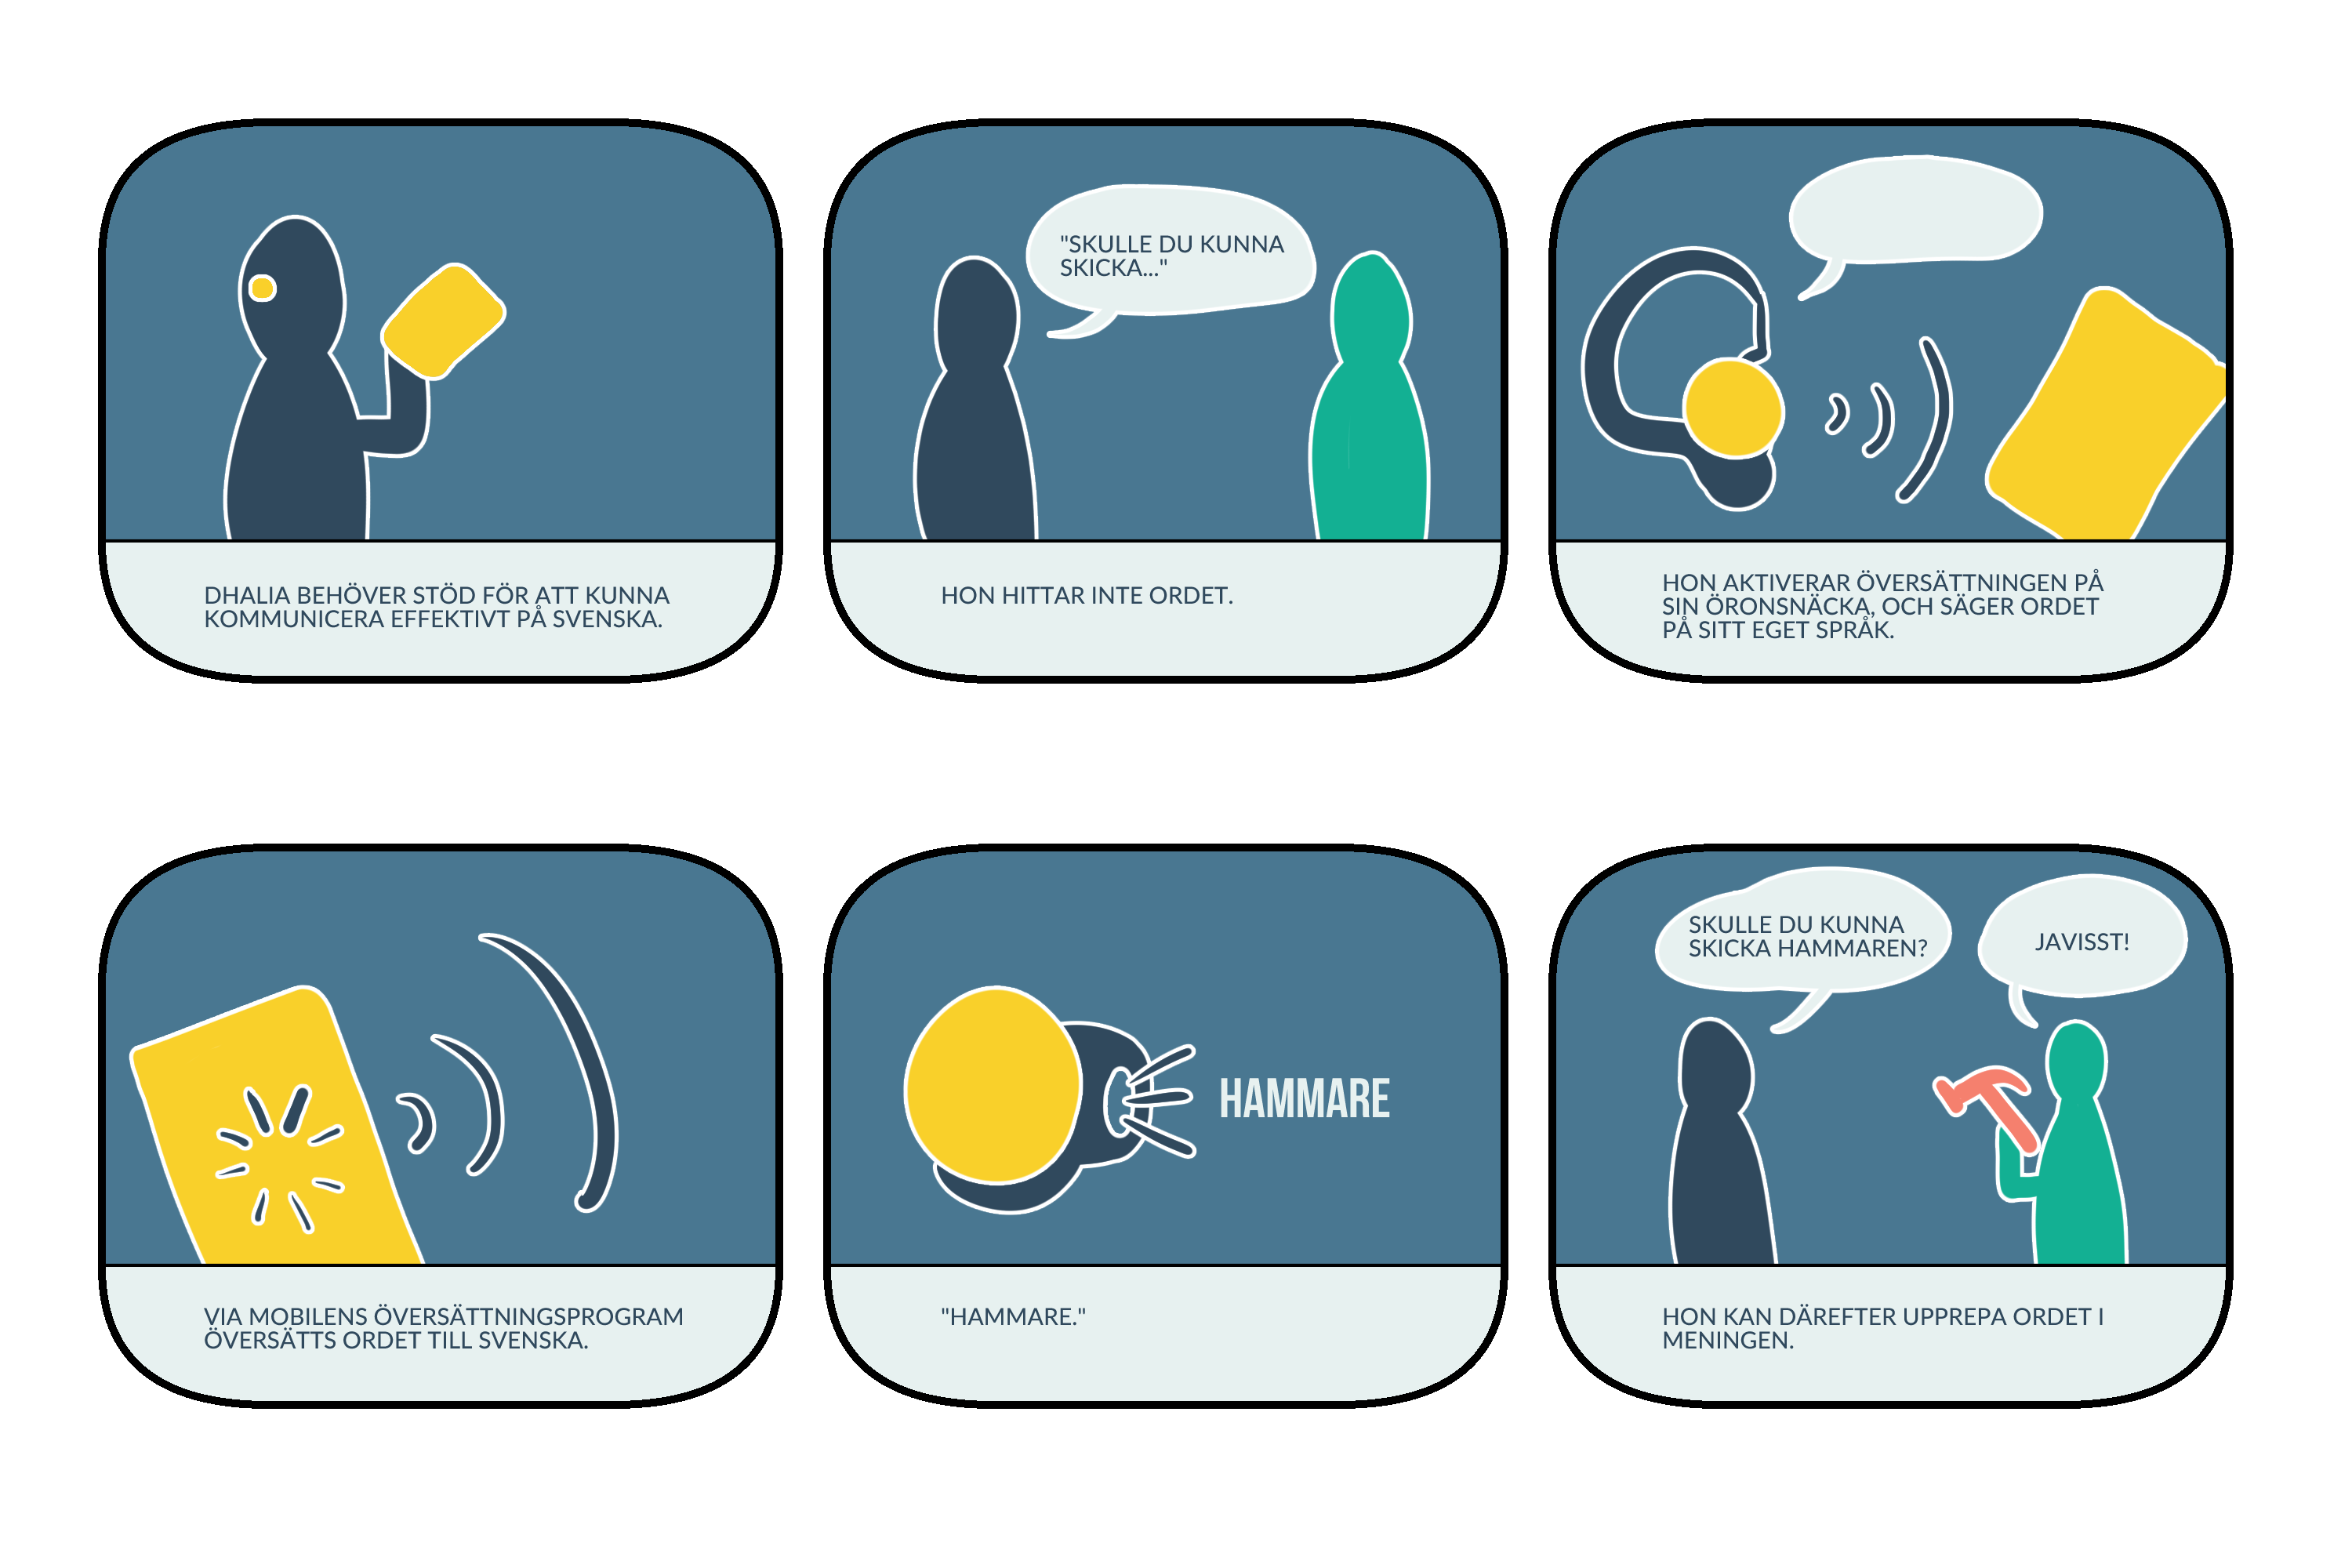 "SKULLE DU KUNNA
SKICKA..."
DHALIA BEHÖVER STÖD FÖR ATT KUNNA
KOMMUNICERA EFFEKTIVT PÅ SVENSKA.
HON HITTAR INTE ORDET.
HON AKTIVERAR ÖVERSÄTTNINGEN PÅ
SIN ÖRONSNÄCKA, OCH SÄGER ORDET
PÅ SITT EGET SPRÅK.
VIA MOBILENS ÖVERSÄTTNINGSPROGRAM
ÖVERSÄTTS ORDET TILL SVENSKA.
HAMMARE
"HAMMARE."
SKULLE DU KUNNA
SKICKA HAMMAREN?
JAVISST!
HON KAN DÄREFTER UPPREPA ORDET I
MENINGEN.